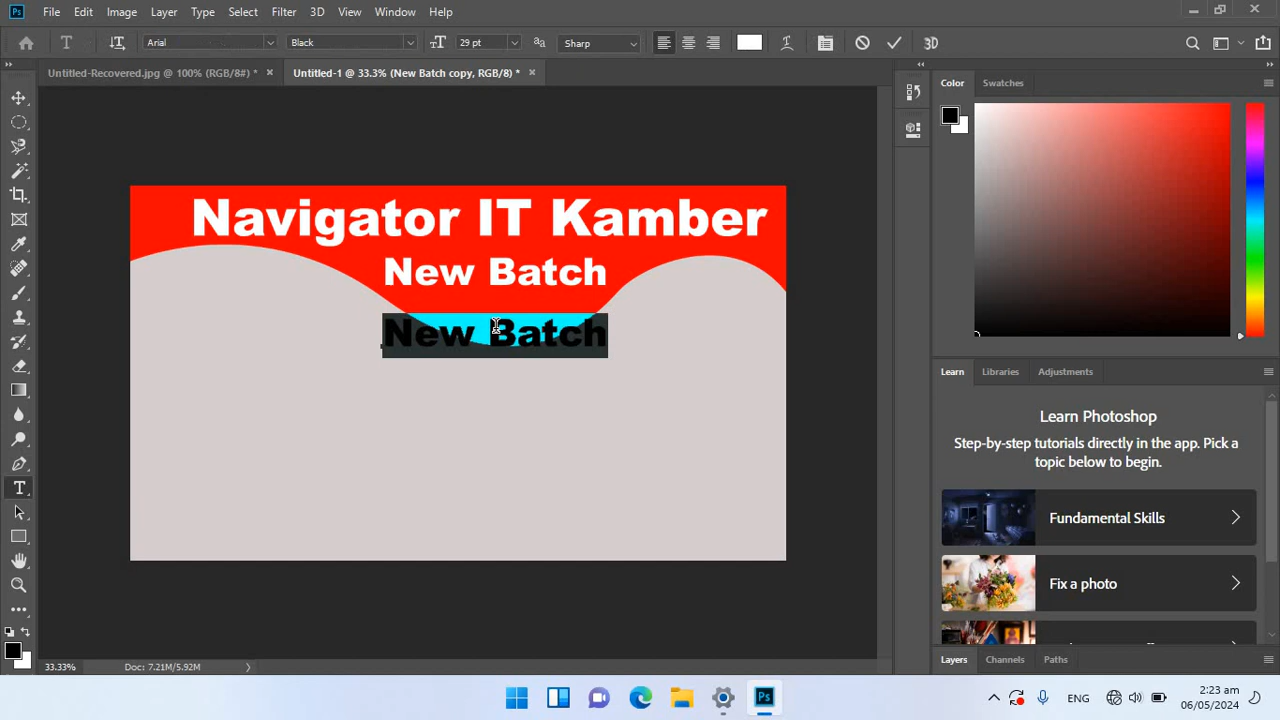 Ps File Edit Image Layer Type Select Filter 3D View Window Help
T Arial Black 29 pt Sharp 3D
Untitled-Recovered.jpg @ 100% (RGB/8#) * × Untitled-1 @ 33.3% (New Batch copy, RGB/8) * ×
Color Swatches
Navigator IT Kamber
New Batch
New Batch
Learn Libraries Adjustments
Learn Photoshop
Step-by-step tutorials directly in the app. Pick a
topic below to begin.
Fundamental Skills
Fix a photo
Layers Channels Paths
33.33% Doc: 7.21M/5.92M
ENG
2:23 am
06/05/2024